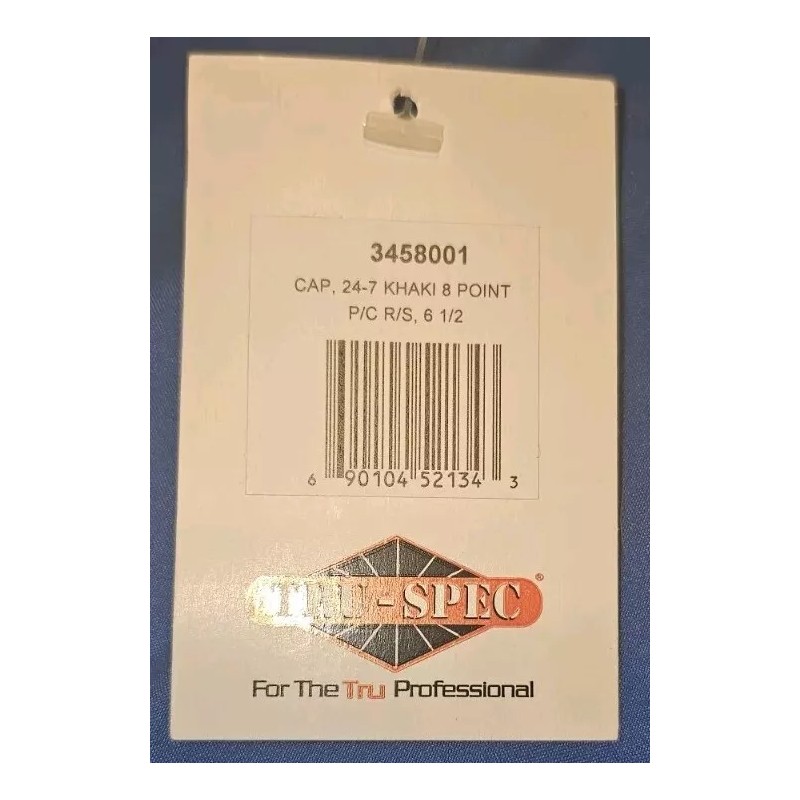 3458001
CAP, 24-7 KHAKI 8 POINT
P/C R/S, 6 1/2
6 90104 52134 3
TRU-SPEC®
For The Tru Professional